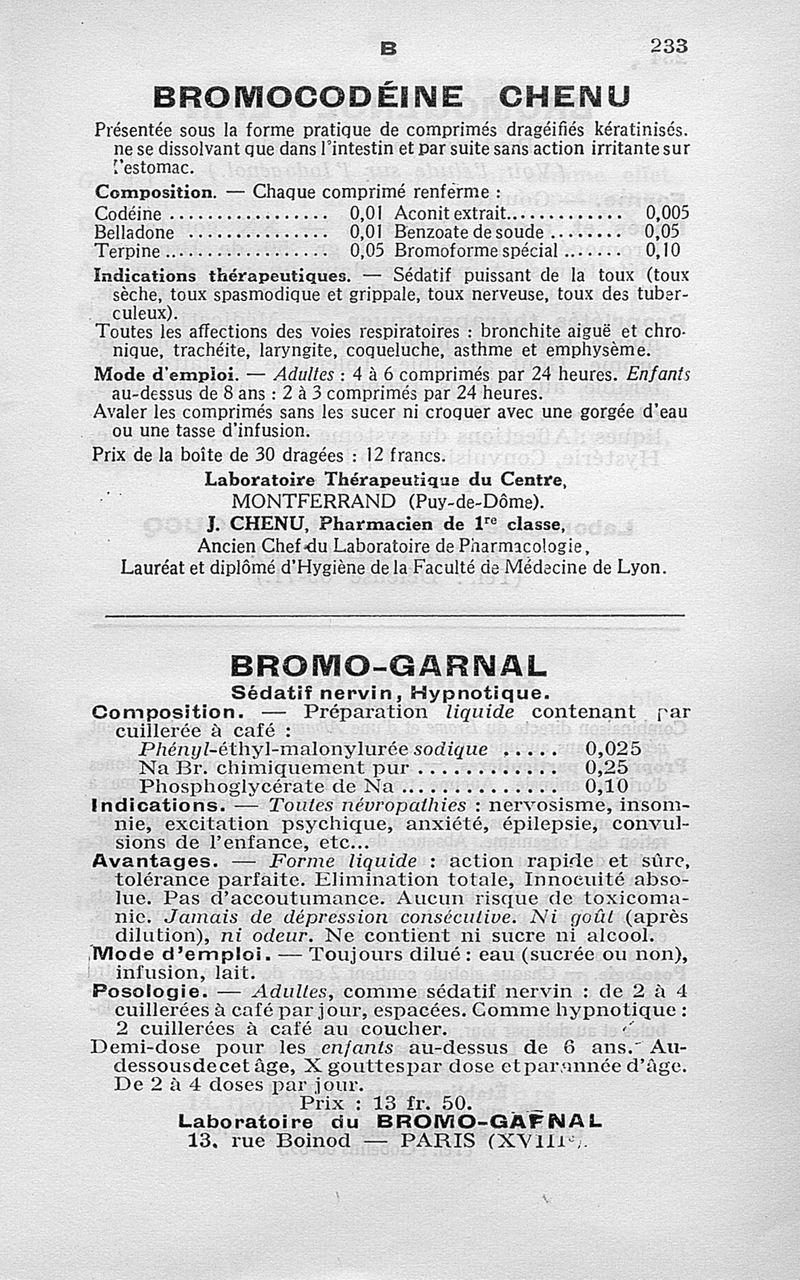 B 233
BROMOCODÉINE CHENU
Présentée sous la forme pratique de comprimés dragéifiés kératinisés.
ne se dissolvant que dans l'intestin et par suite sans action irritante sur
l'estomac.
Composition. — Chaque comprimé renferme :
Codéine ................. 0,01 Aconit extrait............. 0,005
Belladone ............... 0,01 Benzoate de soude ........ 0,05
Terpine .................. 0,05 Bromoforme spécial ....... 0,10
Indications thérapeutiques. — Sédatif puissant de la toux (toux
sèche, toux spasmodique et grippale, toux nerveuse, toux des tuber-
culeux).
Toutes les affections des voies respiratoires : bronchite aiguë et chro-
nique, trachéite, laryngite, coqueluche, asthme et emphysème.
Mode d'emploi. — Adultes : 4 à 6 comprimés par 24 heures. Enfants
au-dessus de 8 ans : 2 à 3 comprimés par 24 heures.
Avaler les comprimés sans les sucer ni croquer avec une gorgée d'eau
ou une tasse d'infusion.
Prix de la boîte de 30 dragées : 12 francs.
Laboratoire Thérapeutique du Centre,
MONTFERRAND (Puy-de-Dôme).
J. CHENU, Pharmacien de 1re classe,
Ancien Chef du Laboratoire de Pharmacologie,
Lauréat et diplômé d'Hygiène de la Faculté de Médecine de Lyon.
BROMO-GARNAL
Sédatif nervin, Hypnotique.
Composition. — Préparation liquide contenant par
cuillerée à café :
Phényl-éthyl-malonylurée sodique ..... 0,025
Na Br. chimiquement pur ............ 0,25
Phosphoglycérate de Na .............. 0,10
Indications. — Toutes névropathies : nervosisme, insom-
nie, excitation psychique, anxiété, épilepsie, convul-
sions de l'enfance, etc...
Avantages. — Forme liquide : action rapide et sûre,
tolérance parfaite. Elimination totale, Innocuité abso-
lue. Pas d'accoutumance. Aucun risque de toxicoma-
nie. Jamais de dépression consécutive. Ni goût (après
dilution), ni odeur. Ne contient ni sucre ni alcool.
Mode d'emploi. — Toujours dilué : eau (sucrée ou non),
infusion, lait.
Posologie. — Adultes, comme sédatif nervin : de 2 à 4
cuillerées à café par jour, espacées. Comme hypnotique :
2 cuillerées à café au coucher.
Demi-dose pour les enfants au-dessus de 6 ans. Au-
dessous de cet âge, X gouttes par dose et par année d'âge.
De 2 à 4 doses par jour.
Prix : 13 fr. 50.
Laboratoire du BROMO-GARNAL
13, rue Boinod — PARIS (XVIIIe).